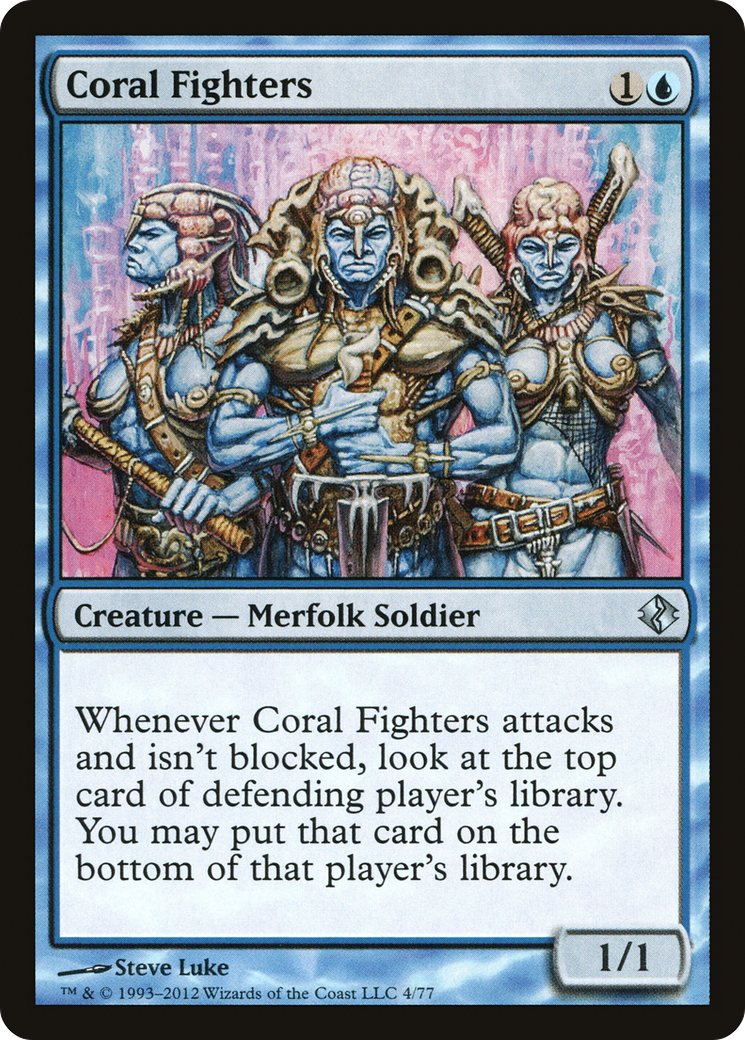 Coral Fighters 1
Creature — Merfolk Soldier
Whenever Coral Fighters attacks
and isn't blocked, look at the top
card of defending player's library.
You may put that card on the
bottom of that player's library.
1/1
Steve Luke
™ & © 1993–2012 Wizards of the Coast LLC 4/77